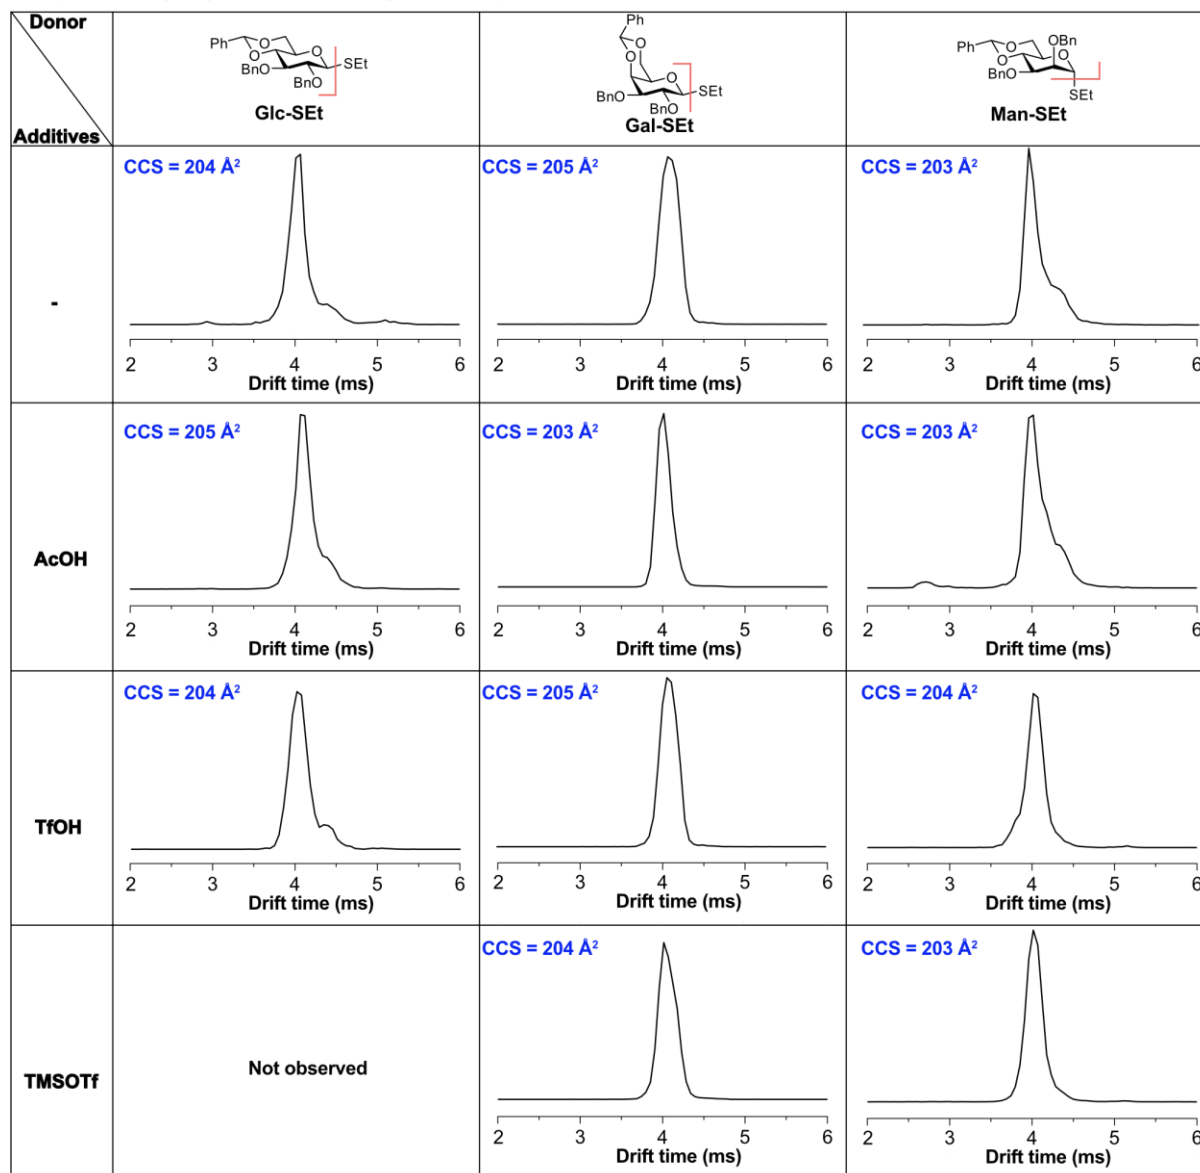 Donor
Additives
Ph
O
O
O
BnO
BnO
SEt
Glc-SEt
Ph
O
O
O
BnO
BnO
SEt
Gal-SEt
Ph
O
O
OBn
O
BnO
SEt
Man-SEt
-
CCS = 204 Å²
2 3 4 5 6
Drift time (ms)
CCS = 205 Å²
2 3 4 5 6
Drift time (ms)
CCS = 203 Å²
2 3 4 5 6
Drift time (ms)
AcOH
CCS = 205 Å²
2 3 4 5 6
Drift time (ms)
CCS = 203 Å²
2 3 4 5 6
Drift time (ms)
CCS = 203 Å²
2 3 4 5 6
Drift time (ms)
TfOH
CCS = 204 Å²
2 3 4 5 6
Drift time (ms)
CCS = 205 Å²
2 3 4 5 6
Drift time (ms)
CCS = 204 Å²
2 3 4 5 6
Drift time (ms)
TMSOTf
Not observed
CCS = 204 Å²
2 3 4 5 6
Drift time (ms)
CCS = 203 Å²
2 3 4 5 6
Drift time (ms)